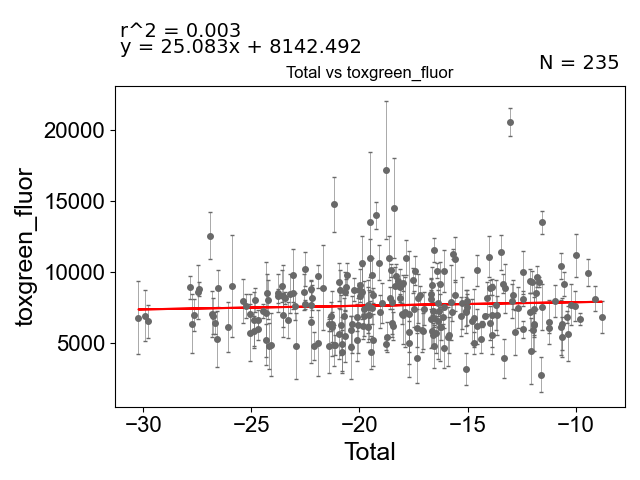 r^2 = 0.003
y = 25.083x + 8142.492
N = 235
Total vs toxgreen_fluor
toxgreen_fluor
20000
15000
10000
5000
−30
−25
−20
−15
−10
Total